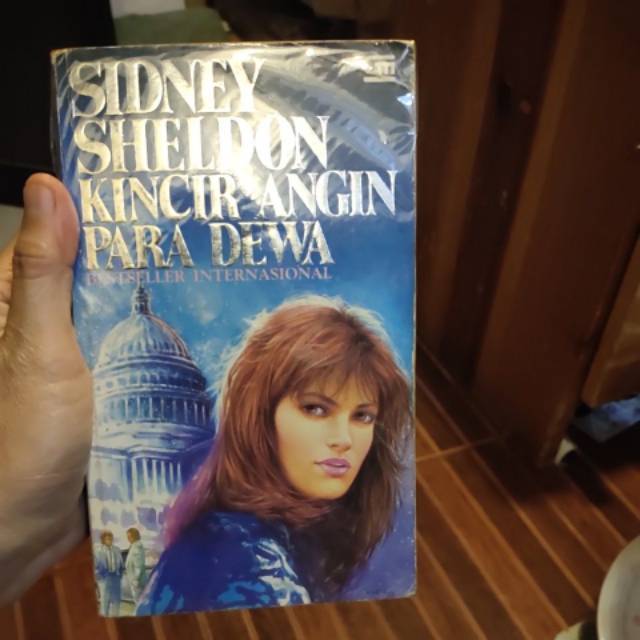 SIDNEY
SHELDON
KINCIR ANGIN
PARA DEWA
BESTSELLER INTERNASIONAL